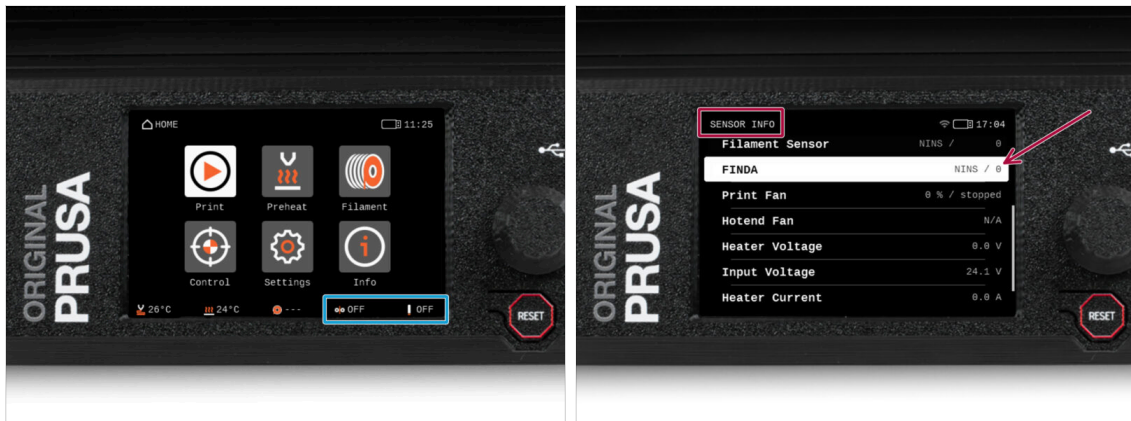 ORIGINAL
PRUSA
HOME
11:25
Print
Preheat
Filament
Control
Settings
Info
26°C
24°C
---
OFF
OFF
RESET
ORIGINAL
PRUSA
SENSOR INFO
17:04
Filament Sensor NINS / 0
FINDA NINS / 0
Print Fan 0 % / stopped
Hotend Fan N/A
Heater Voltage 0.0 V
Input Voltage 24.1 V
Heater Current 0.0 A
RESET